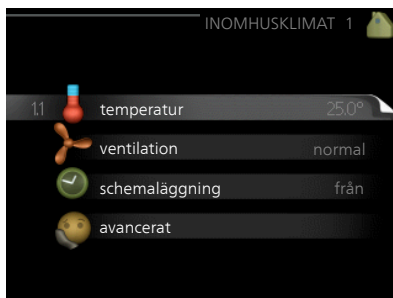 INOMHUSKLIMAT 1
1.1 temperatur 25.0°
ventilation normal
schemaläggning från
avancerat